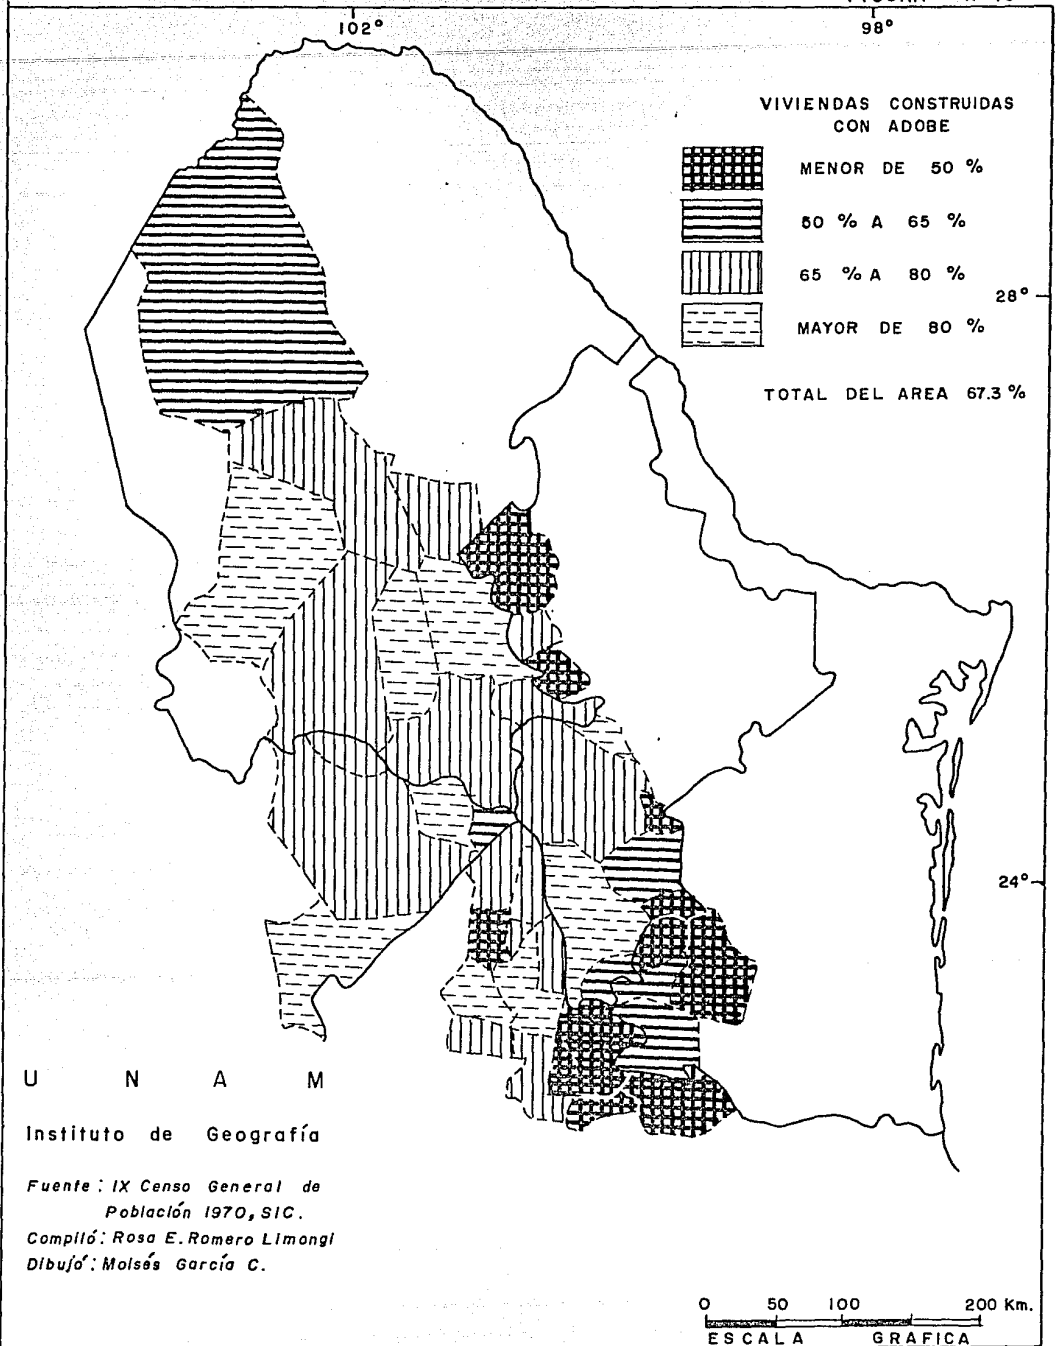 102°
98°
VIVIENDAS CONSTRUIDAS
CON ADOBE
MENOR DE 50 %
50 % A 65 %
65 % A 80 %
28°
MAYOR DE 80 %
TOTAL DEL AREA 67.3 %
24°
U N A M
Instituto de Geografía
Fuente: IX Censo General de
Población 1970, SIC.
Compiló: Rosa E. Romero Limongi
Dibujó: Moisés García C.
0 50 100 200 Km.
ESCALA GRAFICA